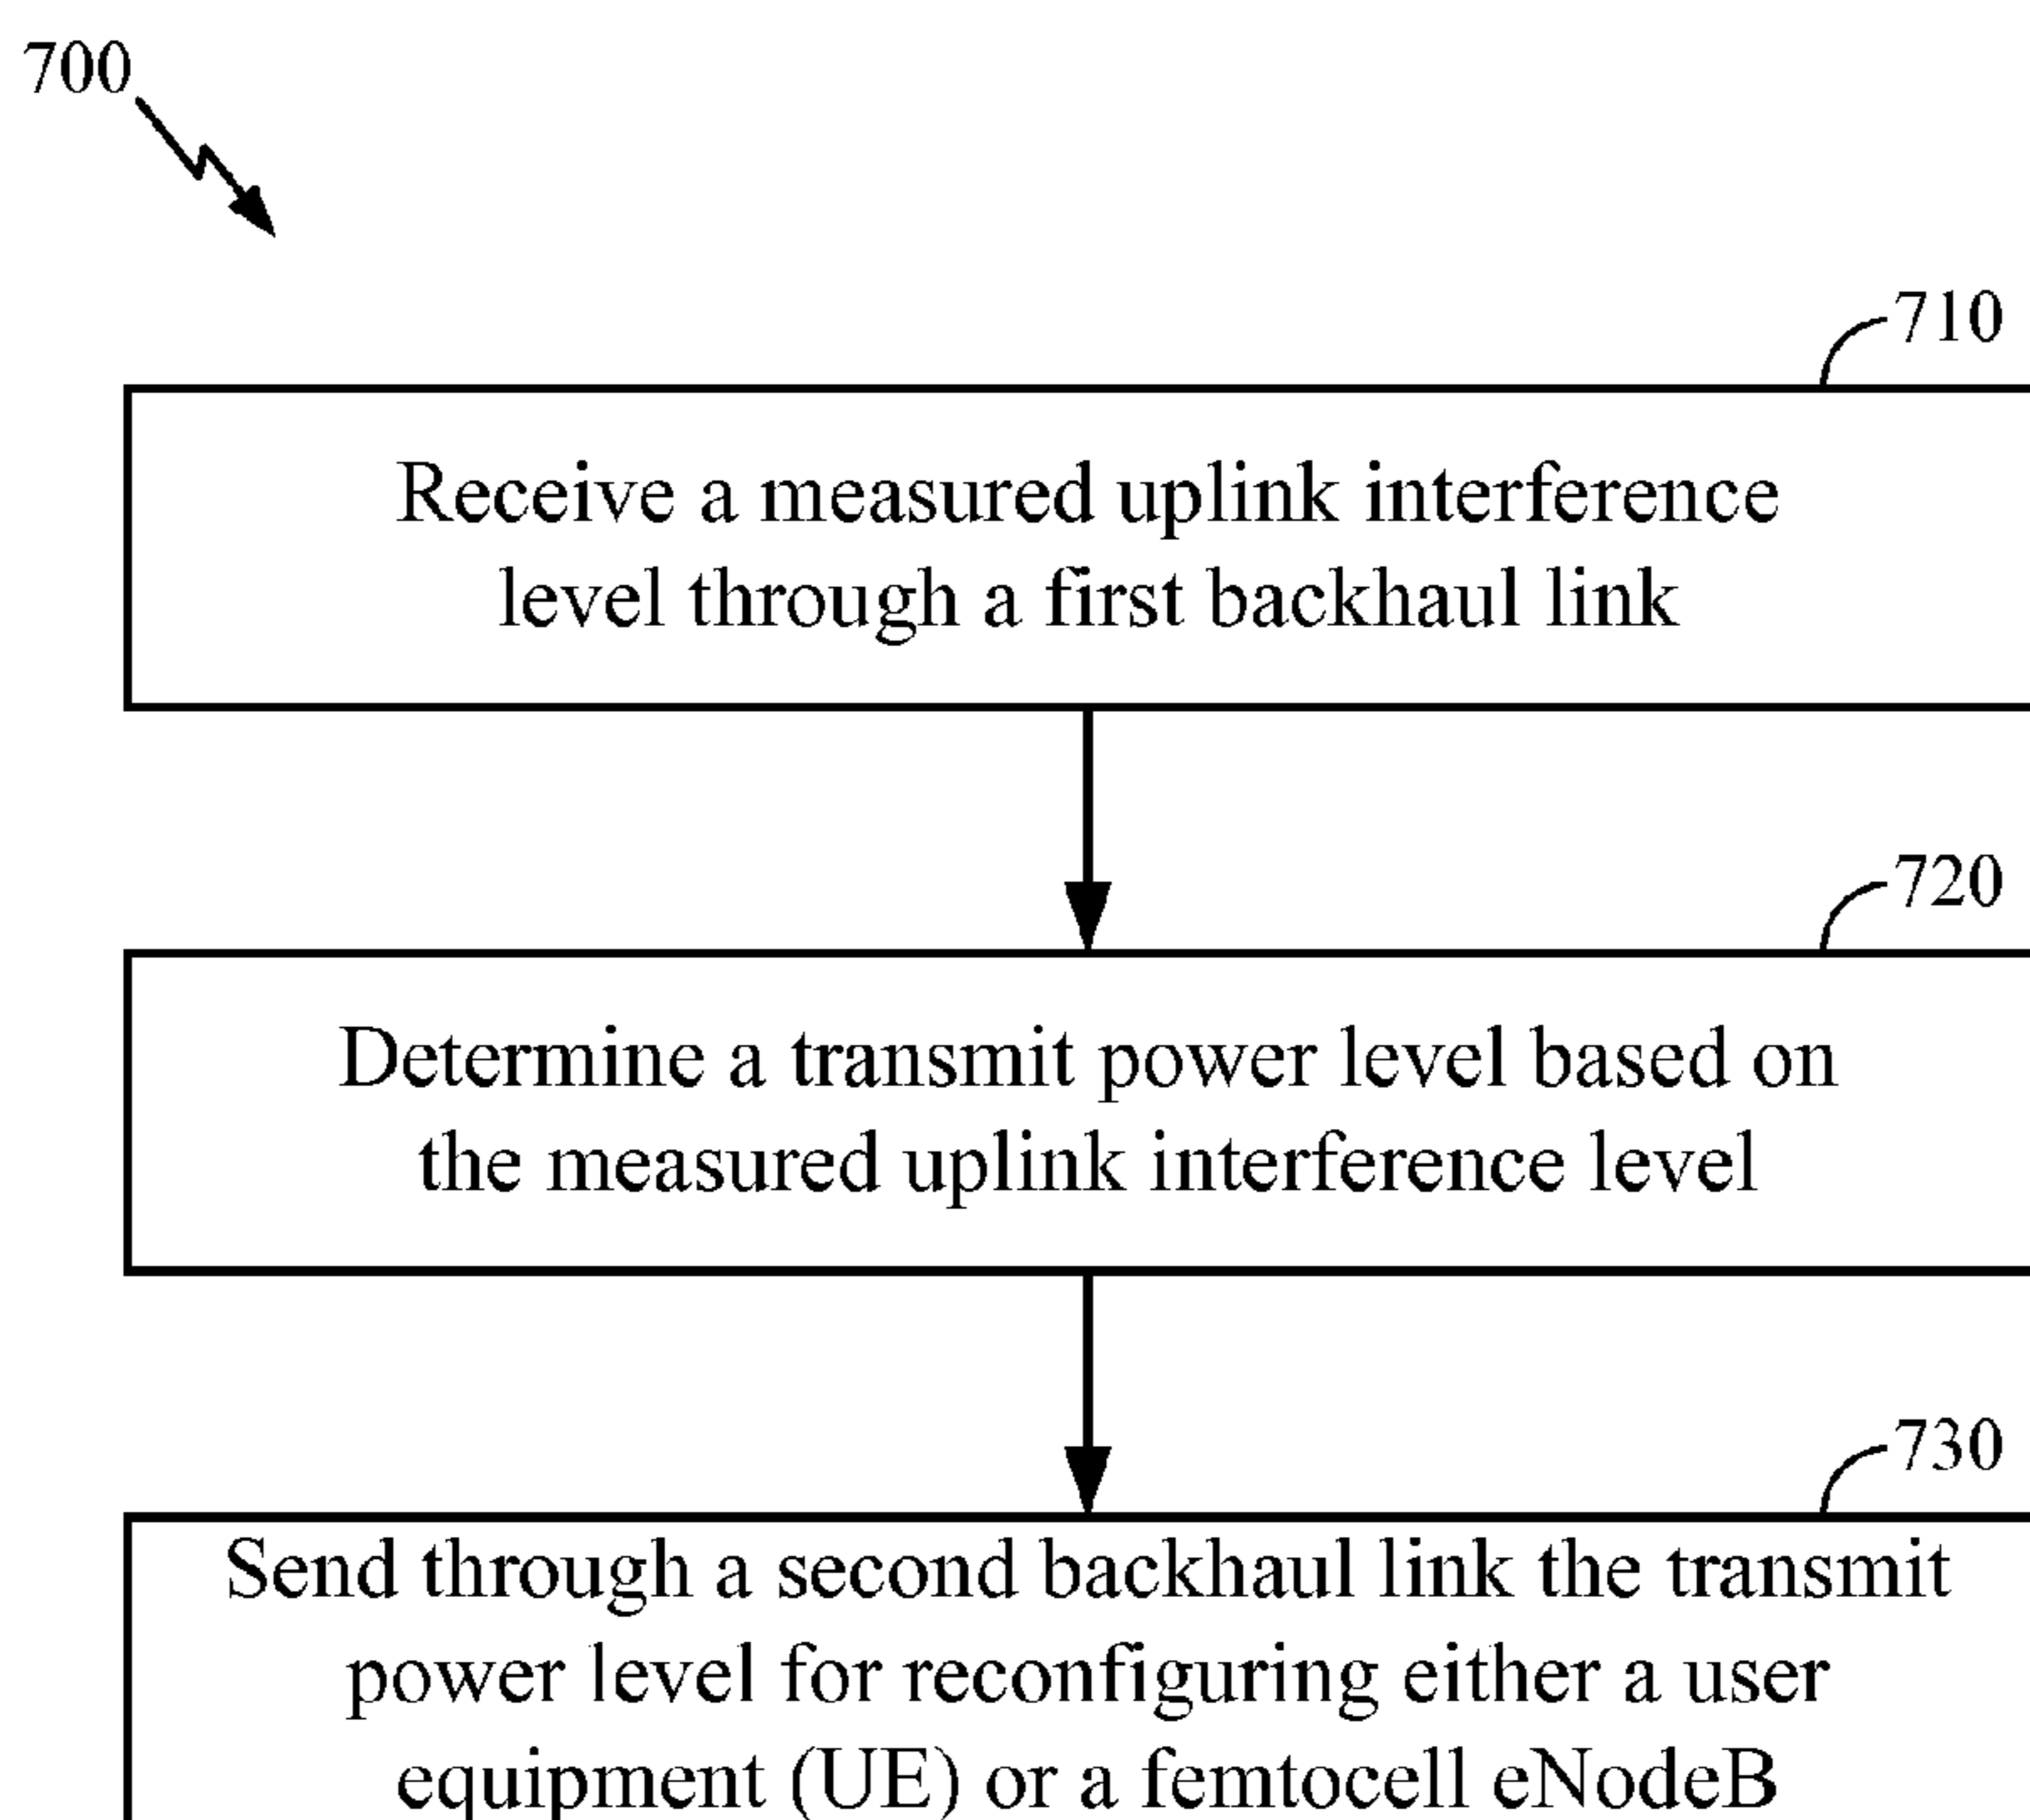 700
710
Receive a measured uplink interference
level through a first backhaul link
720
Determine a transmit power level based on
the measured uplink interference level
730
Send through a second backhaul link the transmit
power level for reconfiguring either a user
equipment (UE) or a femtocell eNodeB